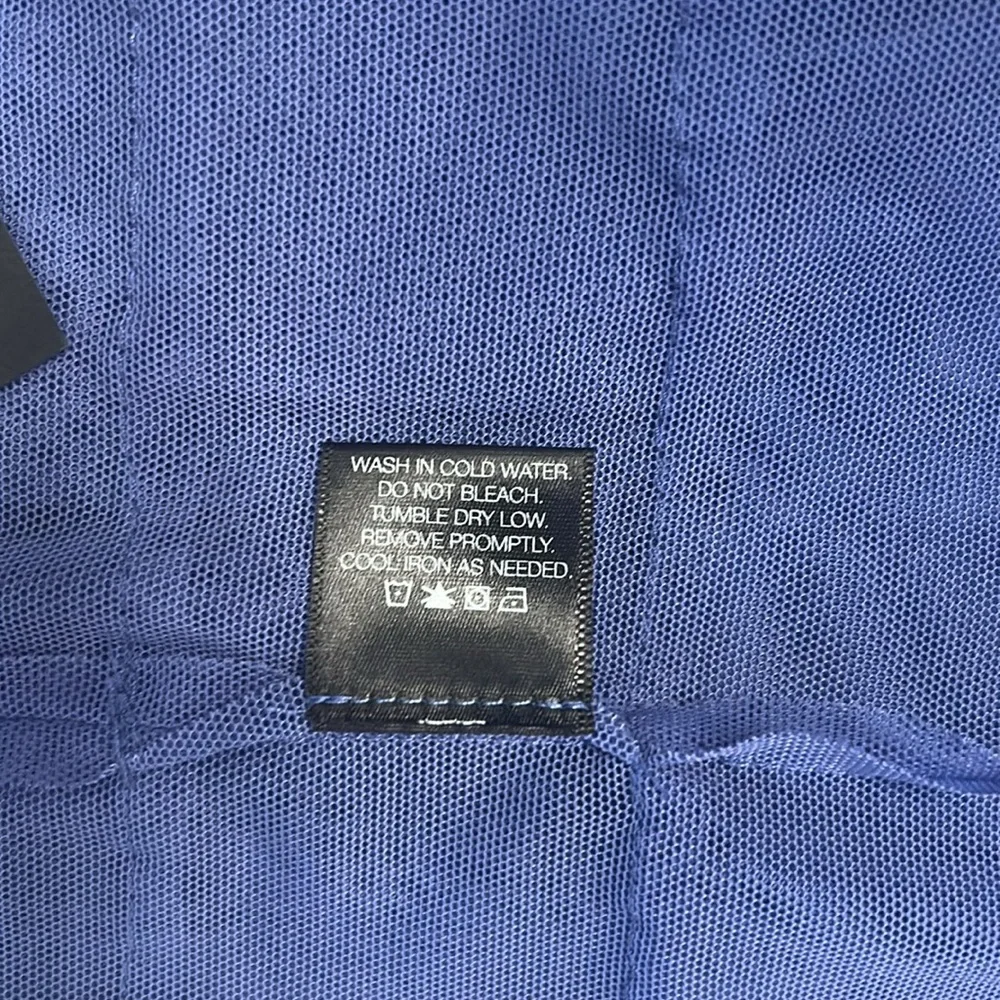 WASH IN COLD WATER.
DO NOT BLEACH.
TUMBLE DRY LOW.
REMOVE PROMPTLY.
COOL IRON AS NEEDED.